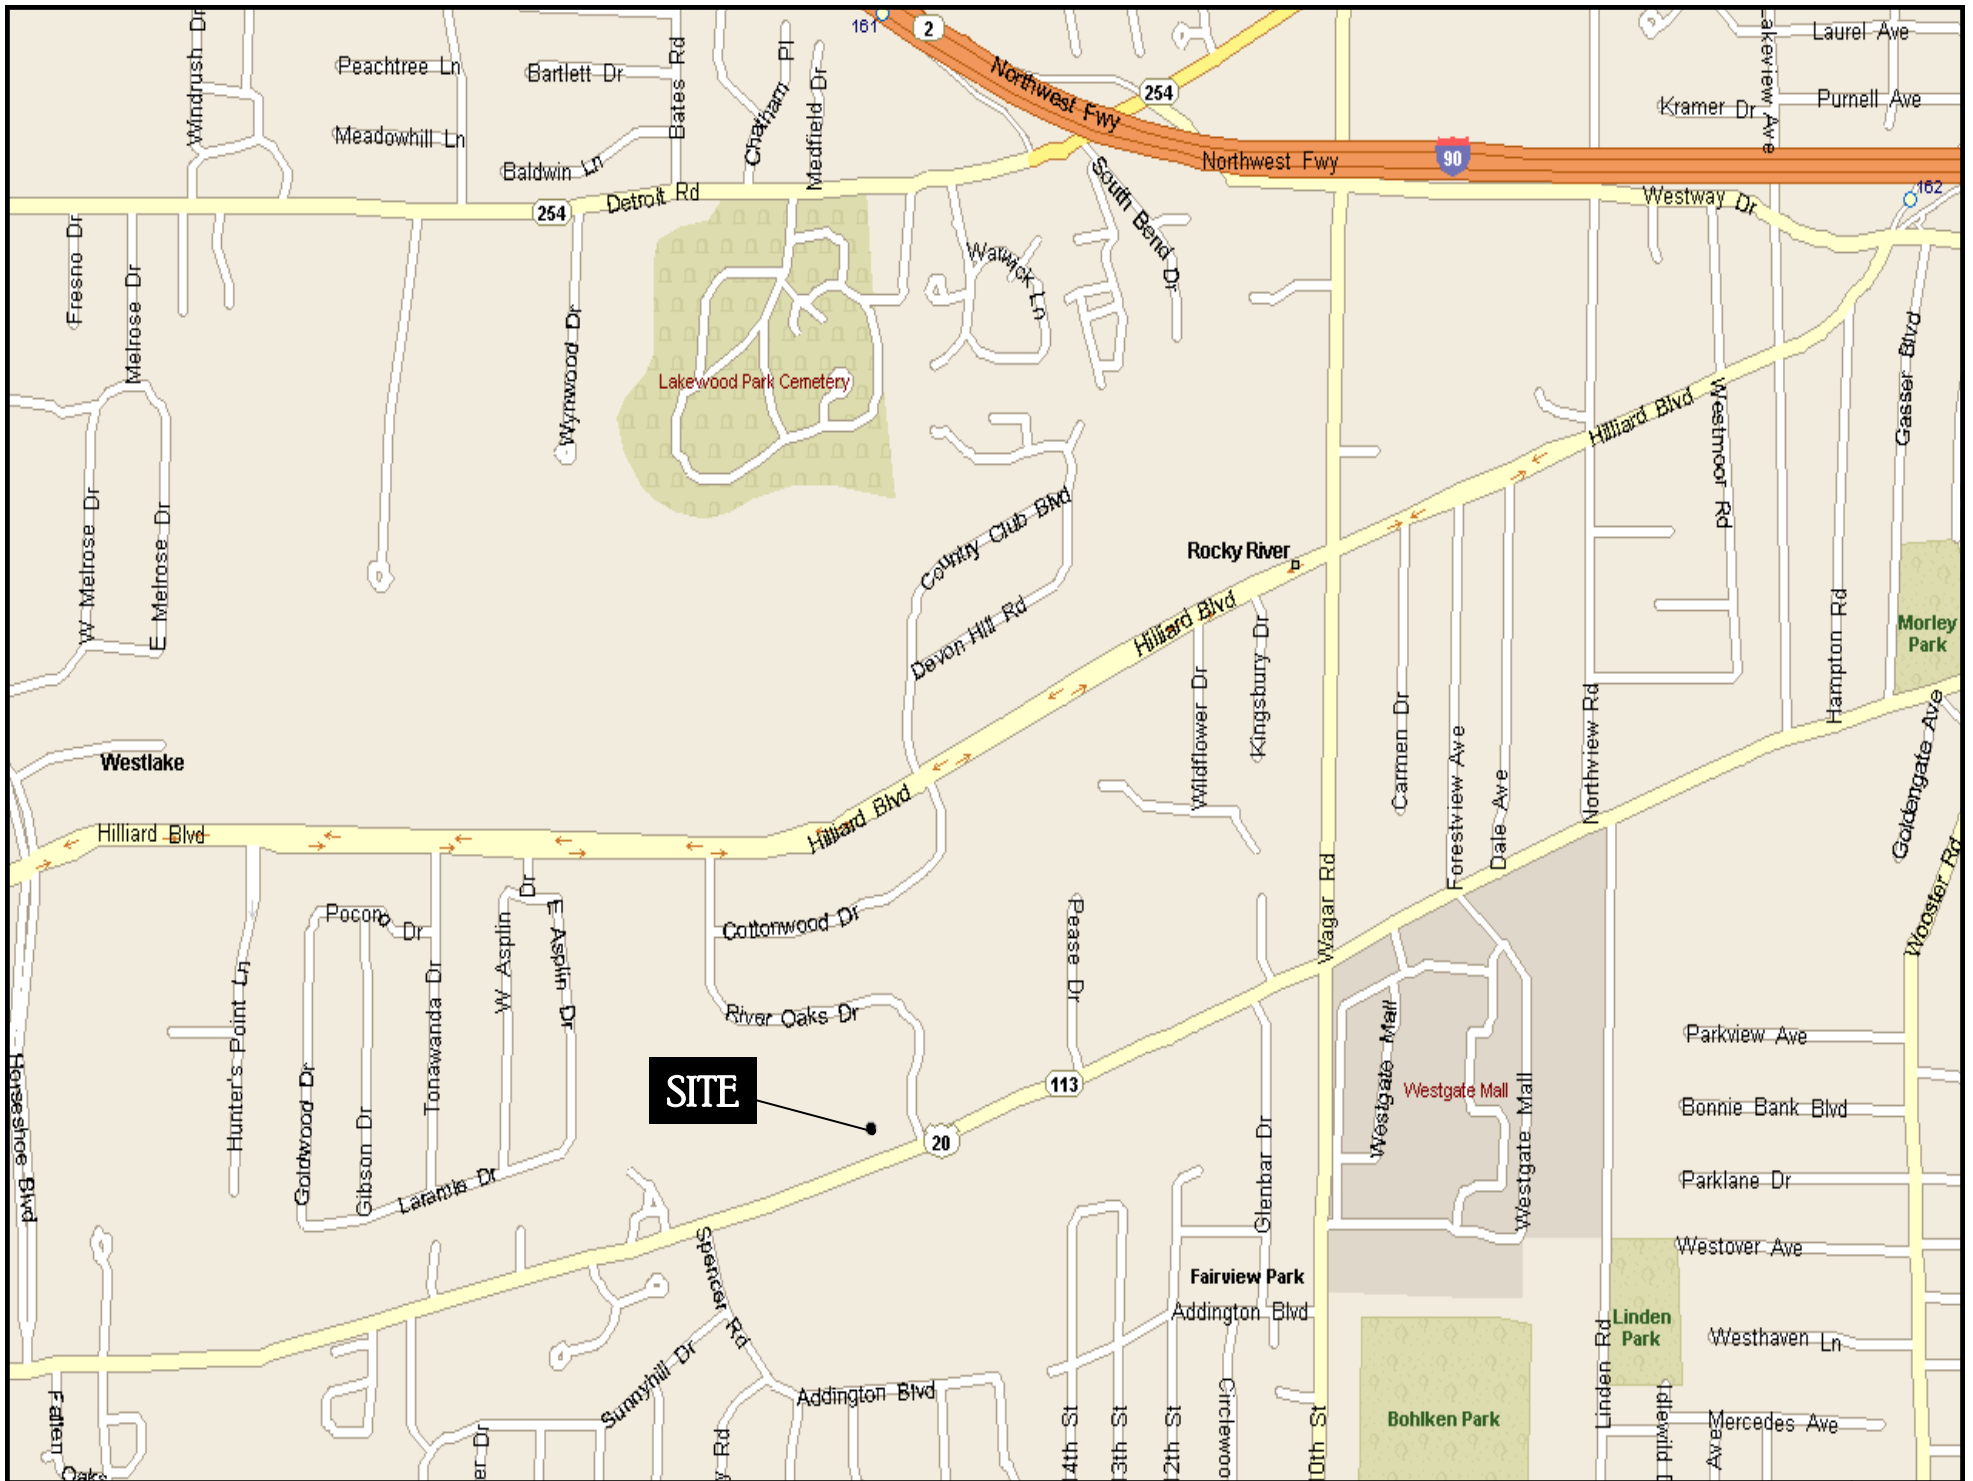 161
2
Laurel Ave
Windrush Dr
Peachtree Ln
Bartlett Dr
Bates Rd
Chatham Pl
Medfield Dr
Northwest Fwy
254
Kramer Dr
Purnell Ave
Meadowhill Ln
Baldwin Ln
Northwest Fwy
90
162
254
Detroit Rd
South Bend Dr
Westway Dr
Fresno Dr
Melrose Dr
Wynwood Dr
Lakewood Park Cemetery
Hilliard Blvd
Westmoor Rd
Gasser Blvd
W Melrose Dr
E Melrose Dr
Country Club Blvd
Rocky River
Devon Hill Rd
Hilliard Blvd
Kingsbury Dr
Wildflower Dr
Carmen Dr
Forestview Ave
Dale Ave
Northview Rd
Hampton Rd
Morley
Park
Goldengate Ave
Wooster Rd
Westlake
Hilliard Blvd
Hilliard Blvd
Wagar Rd
Pocono Dr
Dr
W Asplin
E Asplin Dr
Cottonwood Dr
Pease Dr
River Oaks Dr
Hunter's Point Ln
Tonawanda Dr
Goldwood Dr
Gibson Dr
Laramie Dr
Horseshoe Blvd
SITE
113
20
Westgate Mall
Westgate Mall
Westgate Mall
Parkview Ave
Bonnie Bank Blvd
Parklane Dr
Westover Ave
Glenbar Dr
Fairview Park
Addington Blvd
Spencer Rd
Sunnyhill Dr
Addington Blvd
Linden
Park
Linden Rd
Westhaven Ln
Bohlken Park
Mercedes Ave
Ave
14th St
13th St
Oaks